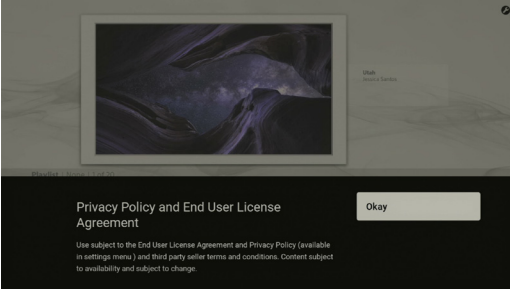 Utah
Playlist
Privacy Policy and End User License
Agreement
Okay
Use subject to the End User License Agreement and Privacy Policy (available
in settings menu ) and third party seller terms and conditions. Content subject
to availability and subject to change.